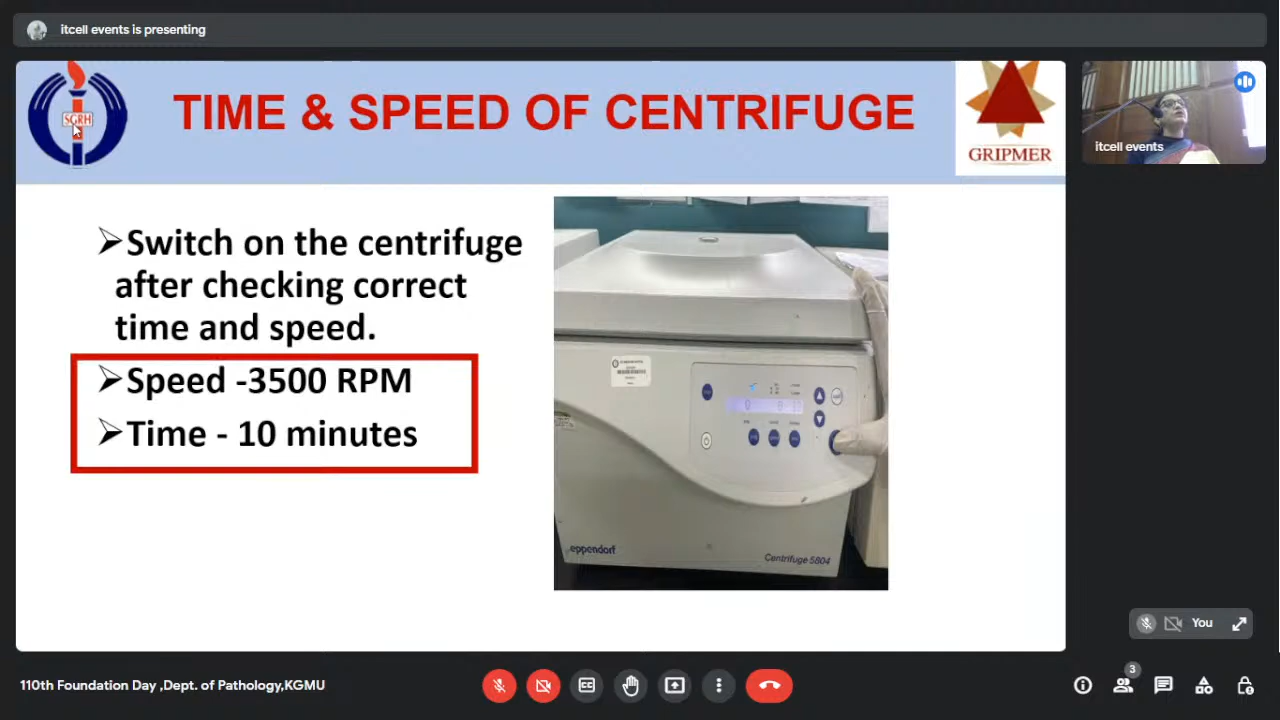 itcell events is presenting
SGRH
TIME & SPEED OF CENTRIFUGE
GRIPMER
itcell events
➢Switch on the centrifuge
after checking correct
time and speed.
➢Speed -3500 RPM
➢Time - 10 minutes
eppendorf
Centrifuge 5804
You
3
110th Foundation Day ,Dept. of Pathology,KGMU